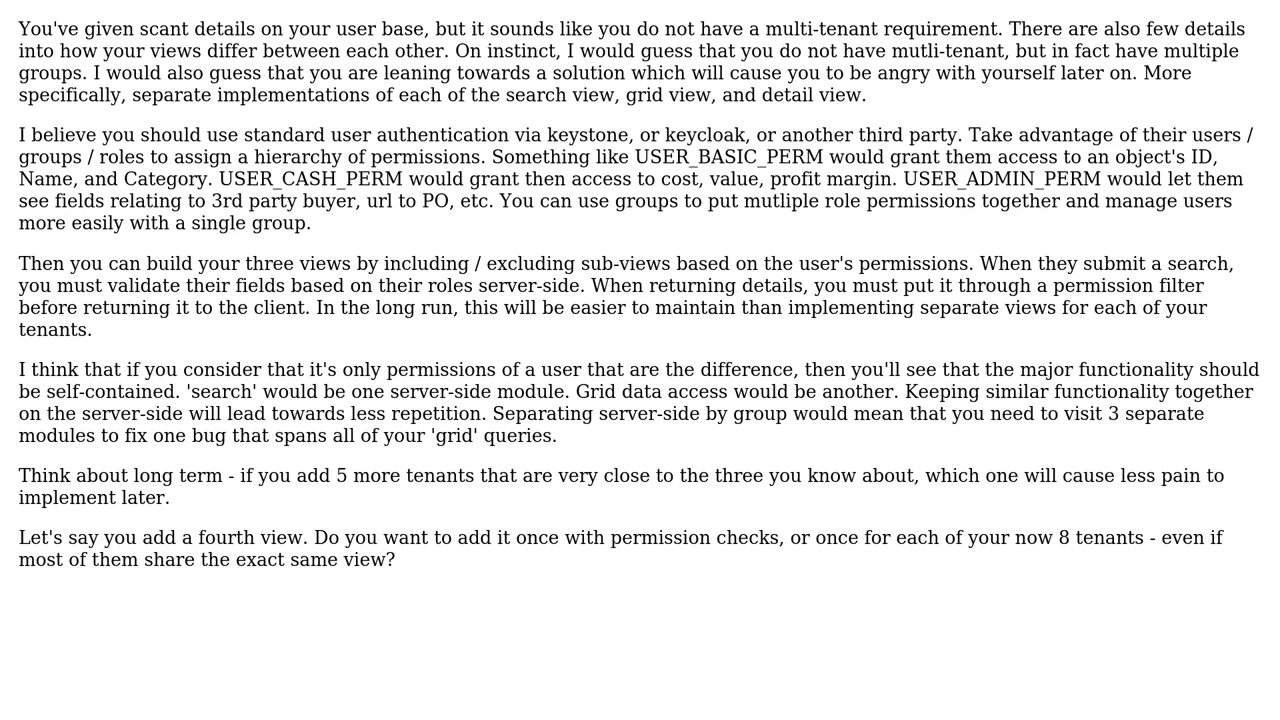 You've given scant details on your user base, but it sounds like you do not have a multi-tenant requirement. There are also few details
into how your views differ between each other. On instinct, I would guess that you do not have mutli-tenant, but in fact have multiple
groups. I would also guess that you are leaning towards a solution which will cause you to be angry with yourself later on. More
specifically, separate implementations of each of the search view, grid view, and detail view.
I believe you should use standard user authentication via keystone, or keycloak, or another third party. Take advantage of their users /
groups / roles to assign a hierarchy of permissions. Something like USER_BASIC_PERM would grant them access to an object's ID,
Name, and Category. USER_CASH_PERM would grant then access to cost, value, profit margin. USER_ADMIN_PERM would let them
see fields relating to 3rd party buyer, url to PO, etc. You can use groups to put mutliple role permissions together and manage users
more easily with a single group.
Then you can build your three views by including / excluding sub-views based on the user's permissions. When they submit a search,
you must validate their fields based on their roles server-side. When returning details, you must put it through a permission filter
before returning it to the client. In the long run, this will be easier to maintain than implementing separate views for each of your
tenants.
I think that if you consider that it's only permissions of a user that are the difference, then you'll see that the major functionality should
be self-contained. 'search' would be one server-side module. Grid data access would be another. Keeping similar functionality together
on the server-side will lead towards less repetition. Separating server-side by group would mean that you need to visit 3 separate
modules to fix one bug that spans all of your 'grid' queries.
Think about long term - if you add 5 more tenants that are very close to the three you know about, which one will cause less pain to
implement later.
Let's say you add a fourth view. Do you want to add it once with permission checks, or once for each of your now 8 tenants - even if
most of them share the exact same view?